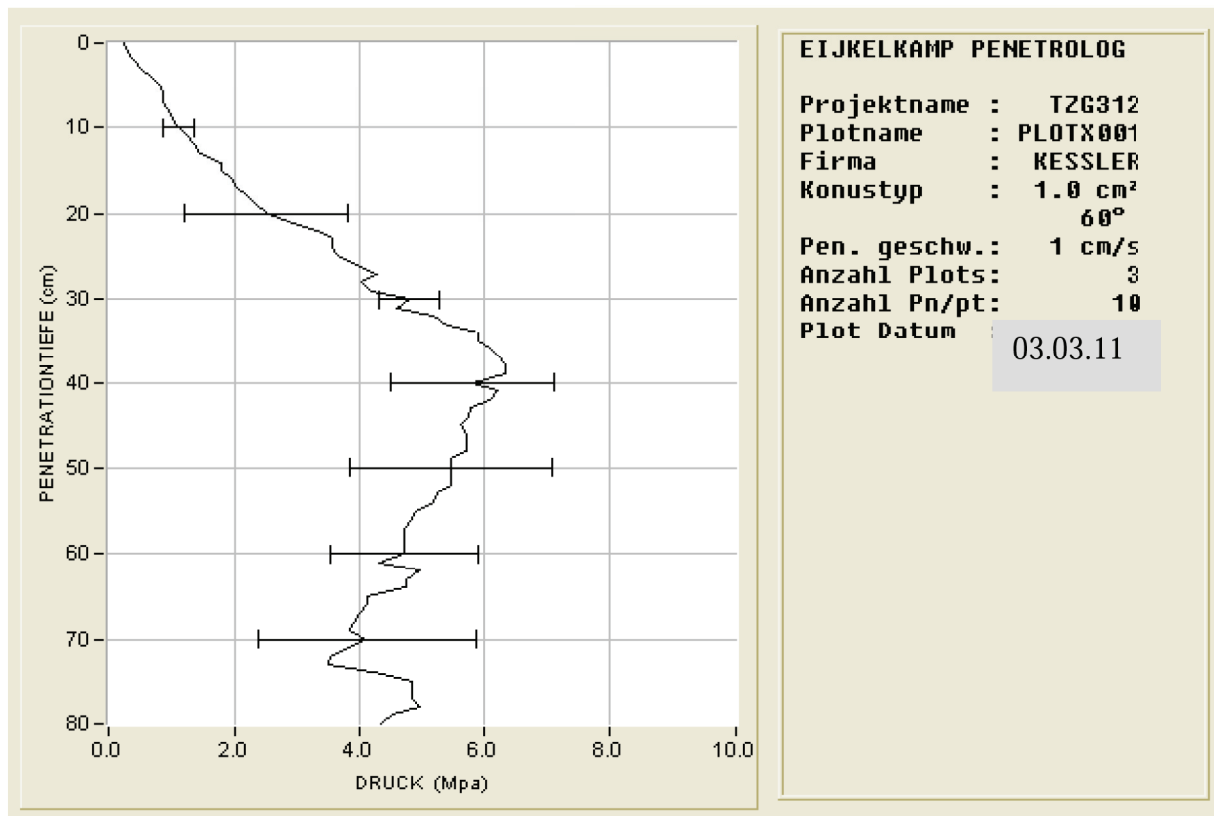 0
10
20
30
40
50
60
70
80
PENETRATIONTIEFE (cm)
0.0 2.0 4.0 6.0 8.0 10.0
DRUCK (Mpa)
EIJKELKAMP PENETROLOG
Projektname : TZG312
Plotname : PLOTX001
Firma : KESSLER
Konustyp : 1.0 cm²
60°
Pen. geschw.: 1 cm/s
Anzahl Plots: 3
Anzahl Pn/pt: 10
Plot Datum : 03.03.11